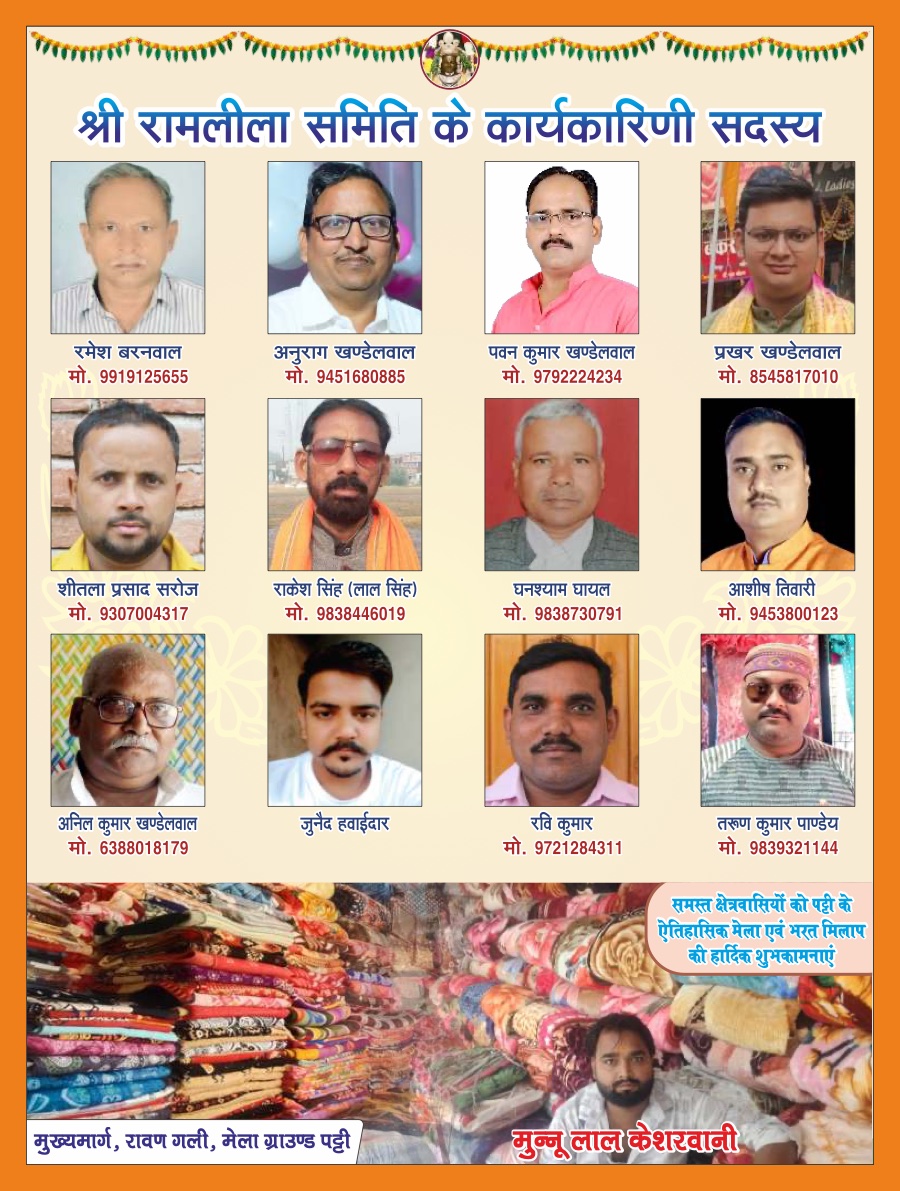 श्री रामलीला समिति के कार्यकारिणी सदस्य
J. Ladies
रमेश बरनवाल
मो. 9919125655
अनुराग खण्डेलवाल
मो. 9451680885
पवन कुमार खण्डेलवाल
मो. 9792224234
प्रखर खण्डेलवाल
मो. 8545817010
शीतला प्रसाद सरोज
मो. 9307004317
राकेश सिंह (लाल सिंह)
मो. 9838446019
घनश्याम घायल
मो. 9838730791
आशीष तिवारी
मो. 9453800123
अनिल कुमार खण्डेलवाल
मो. 6388018179
जुनैद हवाईदार
रवि कुमार
मो. 9721284311
तरूण कुमार पाण्डेय
मो. 9839321144
समस्त क्षेत्रवासियों को पट्टी के
ऐतिहासिक मेला एवं भरत मिलाप
की हार्दिक शुभकामनाएं
मुख्यमार्ग, रावण गली, मेला ग्राउण्ड पट्टी
मुन्नू लाल केशरवानी